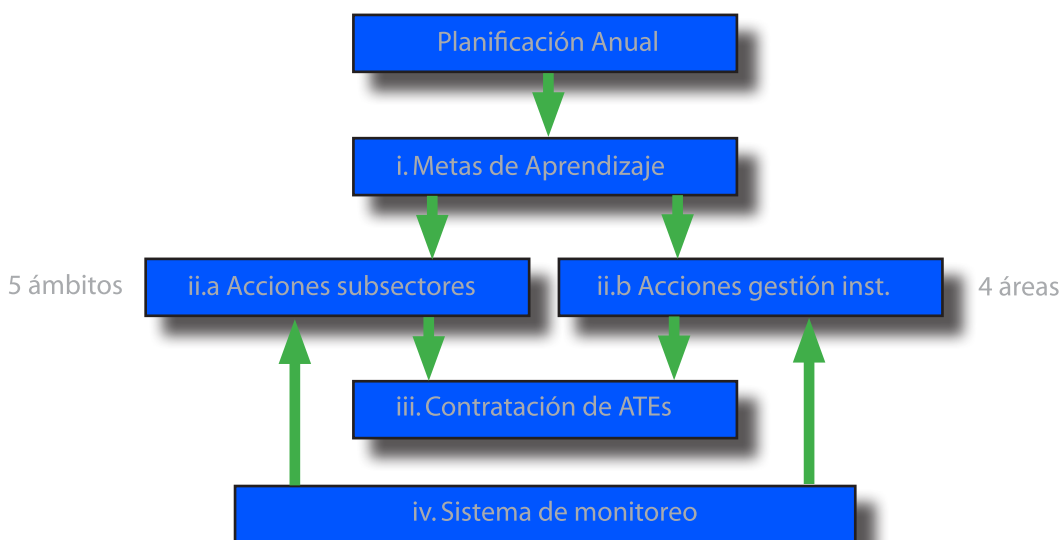 Planificación Anual
i. Metas de Aprendizaje
5 ámbitos
ii.a Acciones subsectores
ii.b Acciones gestión inst.
4 áreas
iii. Contratación de ATEs
iv. Sistema de monitoreo